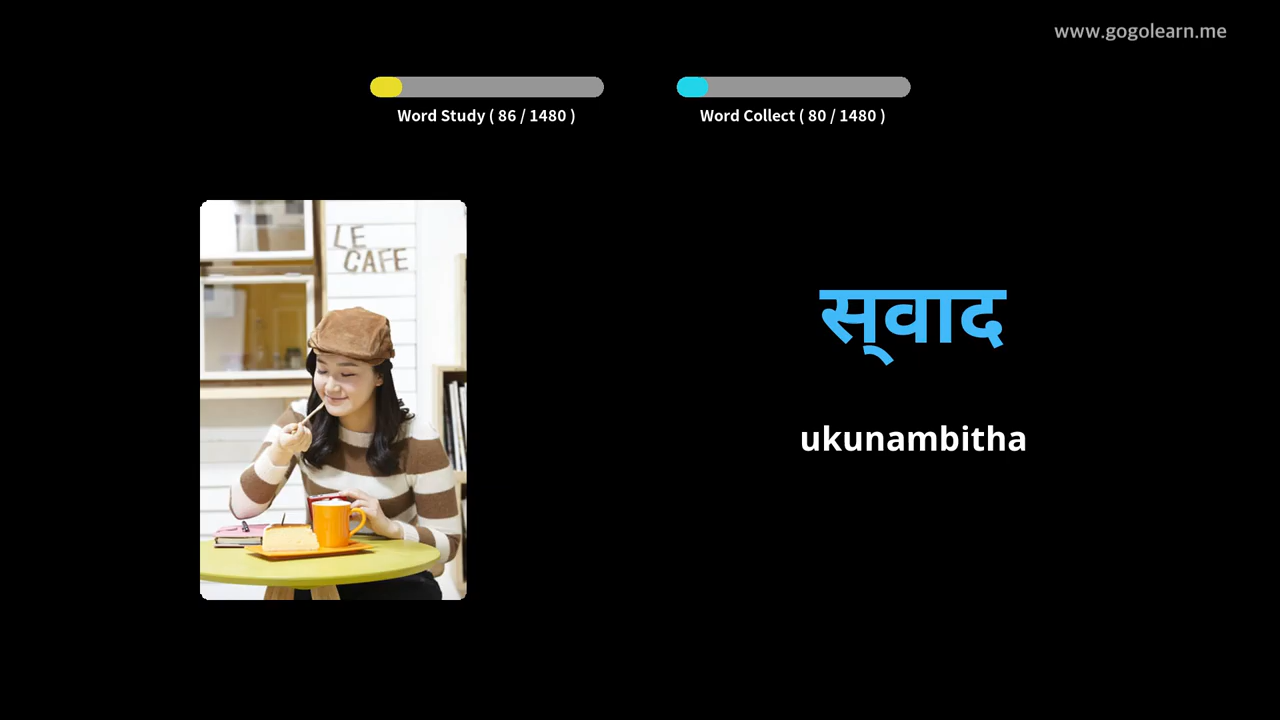 www.gogolearn.me
Word Study ( 86 / 1480 )
Word Collect ( 80 / 1480 )
LE
CAFE
स्‌वाद
ukunambitha